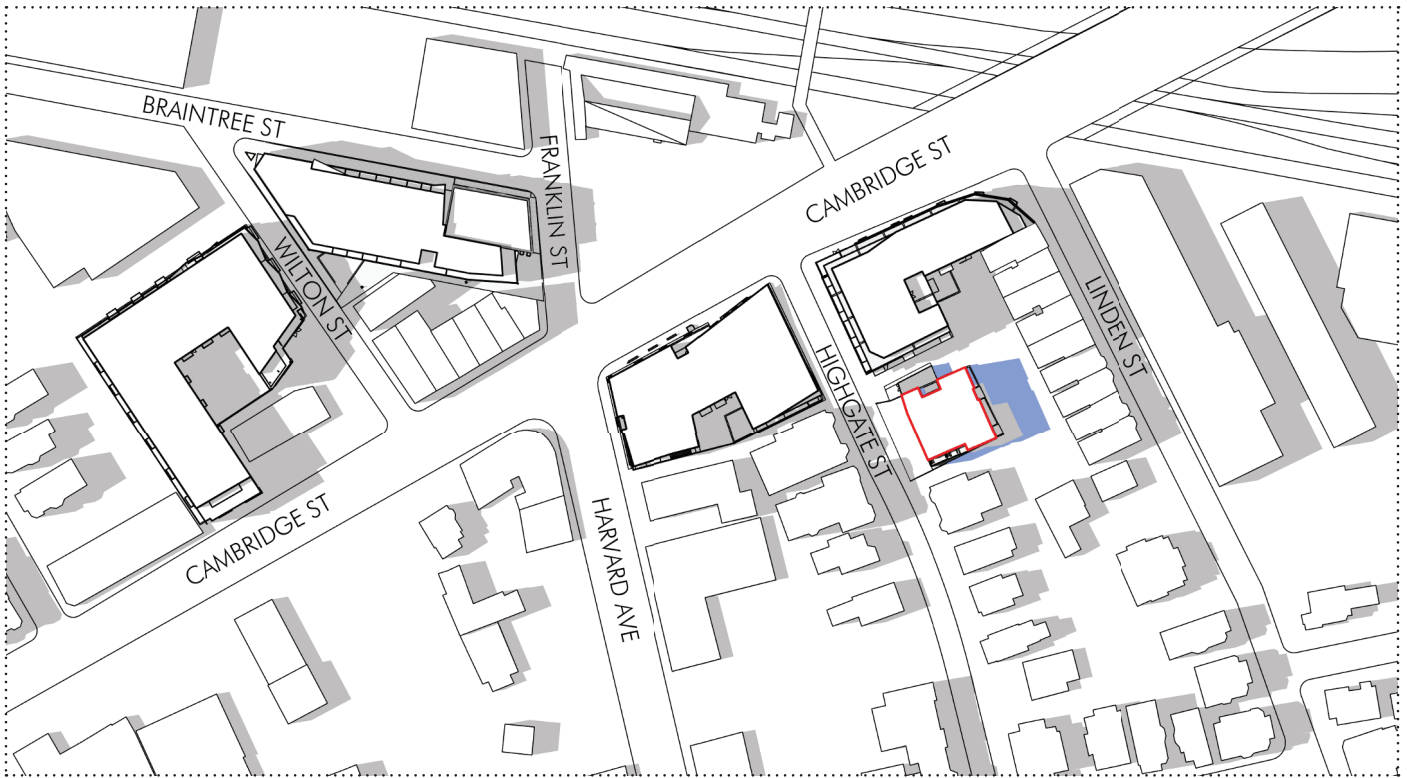 BRAINTREE ST
FRANKLIN ST
CAMBRIDGE ST
WILTON ST
LINDEN ST
HIGHGATE ST
CAMBRIDGE ST
HARVARD AVE